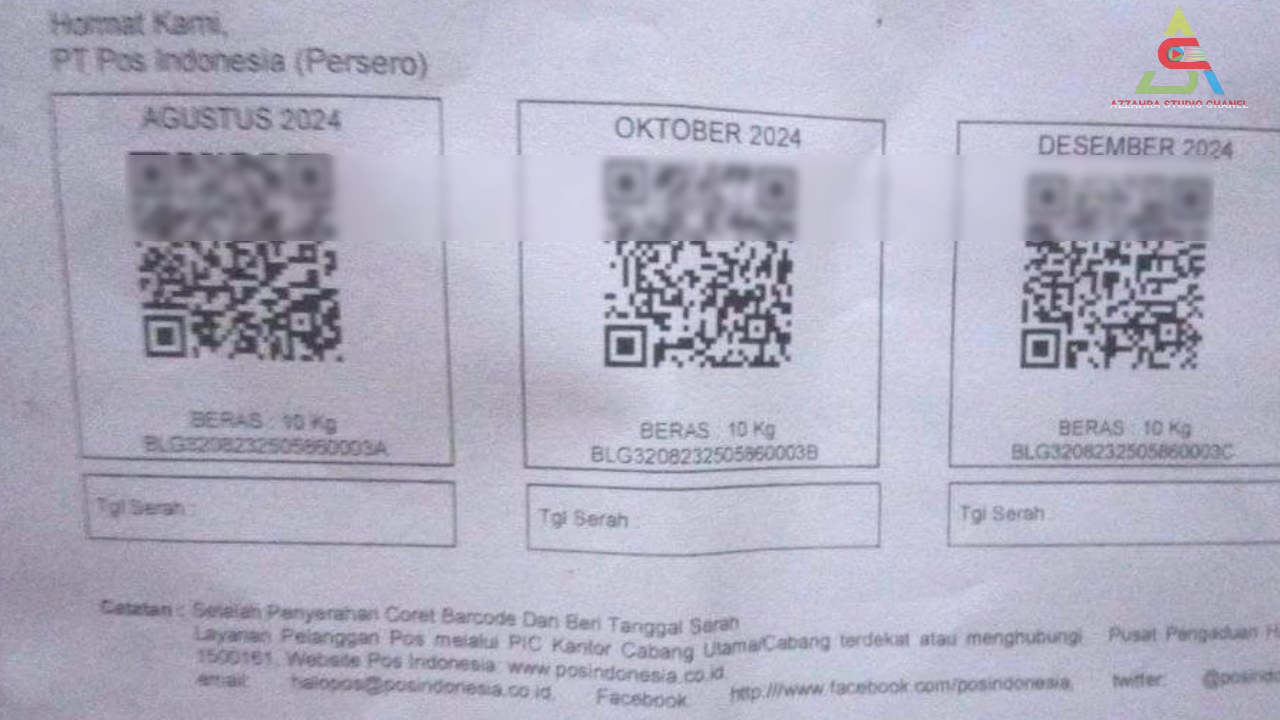 Hormat Kami,
PT Pos Indonesia (Persero)
AZZAHRA STUDIO CHANEL
AGUSTUS 2024
OKTOBER 2024
DESEMBER 2024
BERAS : 10 Kg
BLG3208232505860003A
BERAS : 10 Kg
BLG3208232505860003B
BERAS : 10 Kg
BLG3208232505860003C
Tgl Serah :
Tgl Serah :
Tgl Serah :
Catatan : Setelah Penyerahan Coret Barcode Dan Beri Tanggal Serah
Layanan Pelanggan Pos melalui PIC Kantor Cabang Utama/Cabang terdekat atau menghubungi Pusat Pengaduan
1500161. Website Pos Indonesia: www.posindonesia.co.id.
email: halopos@posindonesia.co.id, Facebook: http:///www.facebook.com/posindonesia, twitter: